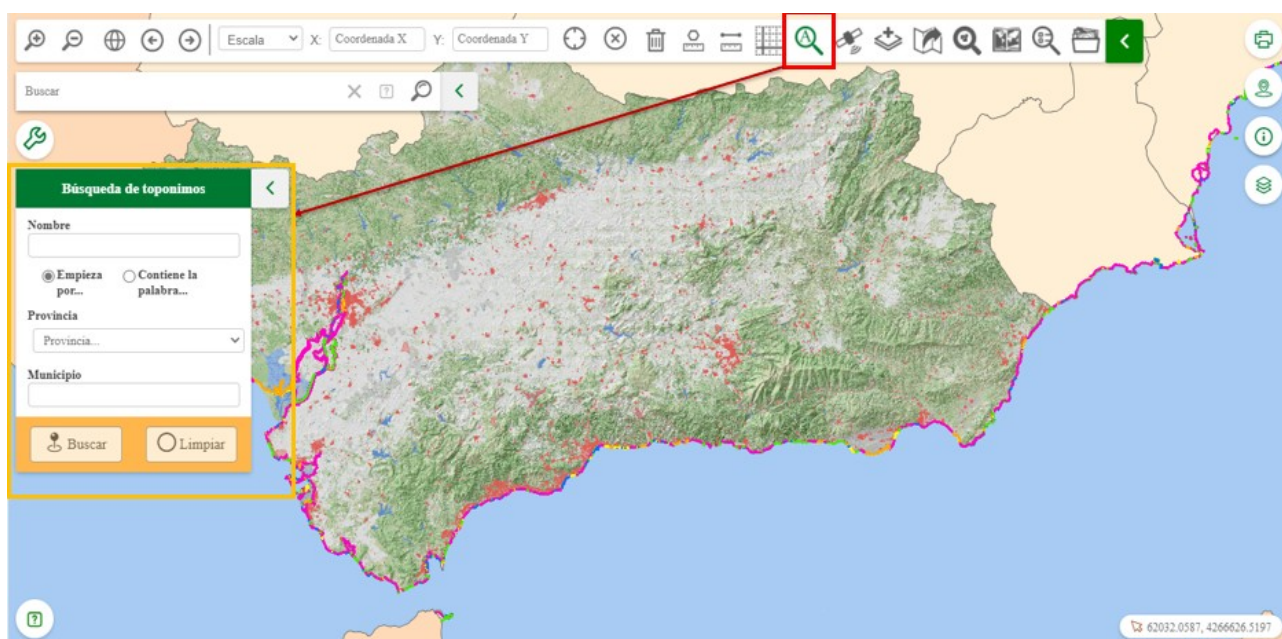 Escala X: Coordenada X Y: Coordenada Y
A
Buscar
Búsqueda de toponimos
Nombre
Empieza por...
Contiene la palabra...
Provincia
Provincia...
Municipio
Buscar
Limpiar
62032.0587, 4266626.5197